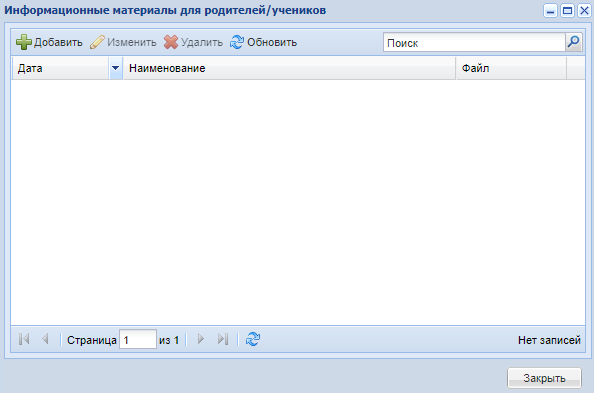 Информационные материалы для родителей/учеников
Добавить Изменить Удалить Обновить Поиск
Дата Наименование Файл
Страница 1 из 1 Нет записей
Закрыть